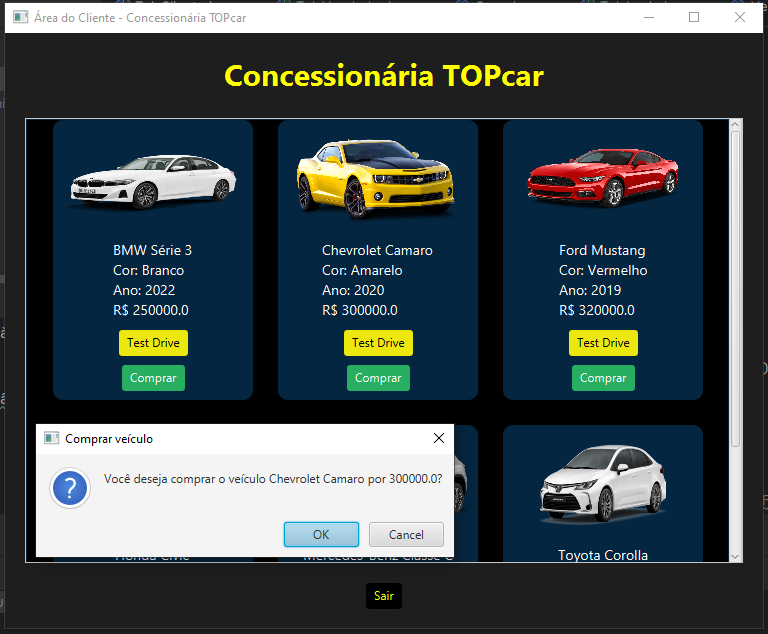 Área do Cliente - Concessionária TOPcar
Concessionária TOPcar
BMW Série 3
Cor: Branco
Ano: 2022
R$ 250000.0
Test Drive
Comprar
Chevrolet Camaro
Cor: Amarelo
Ano: 2020
R$ 300000.0
Test Drive
Comprar
Ford Mustang
Cor: Vermelho
Ano: 2019
R$ 320000.0
Test Drive
Comprar
Comprar veículo
Você deseja comprar o veículo Chevrolet Camaro por 300000.0?
OK
Cancel
Honda Civic
Mercedes-Benz Classe C
Toyota Corolla
Sair